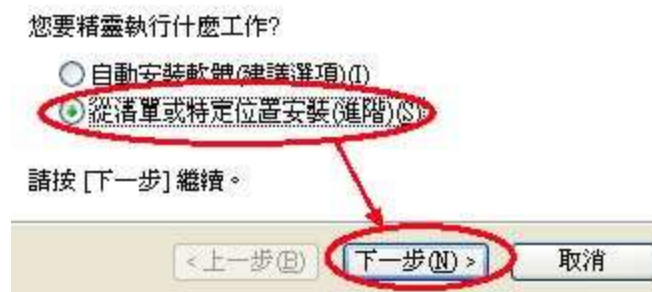 您要精靈執行什麼工作?
自動安裝軟體(建議選項)(I)
從清單或特定位置安裝(進階)(S)
請按 [下一步] 繼續。
<上一步(B) 下一步(N) > 取消